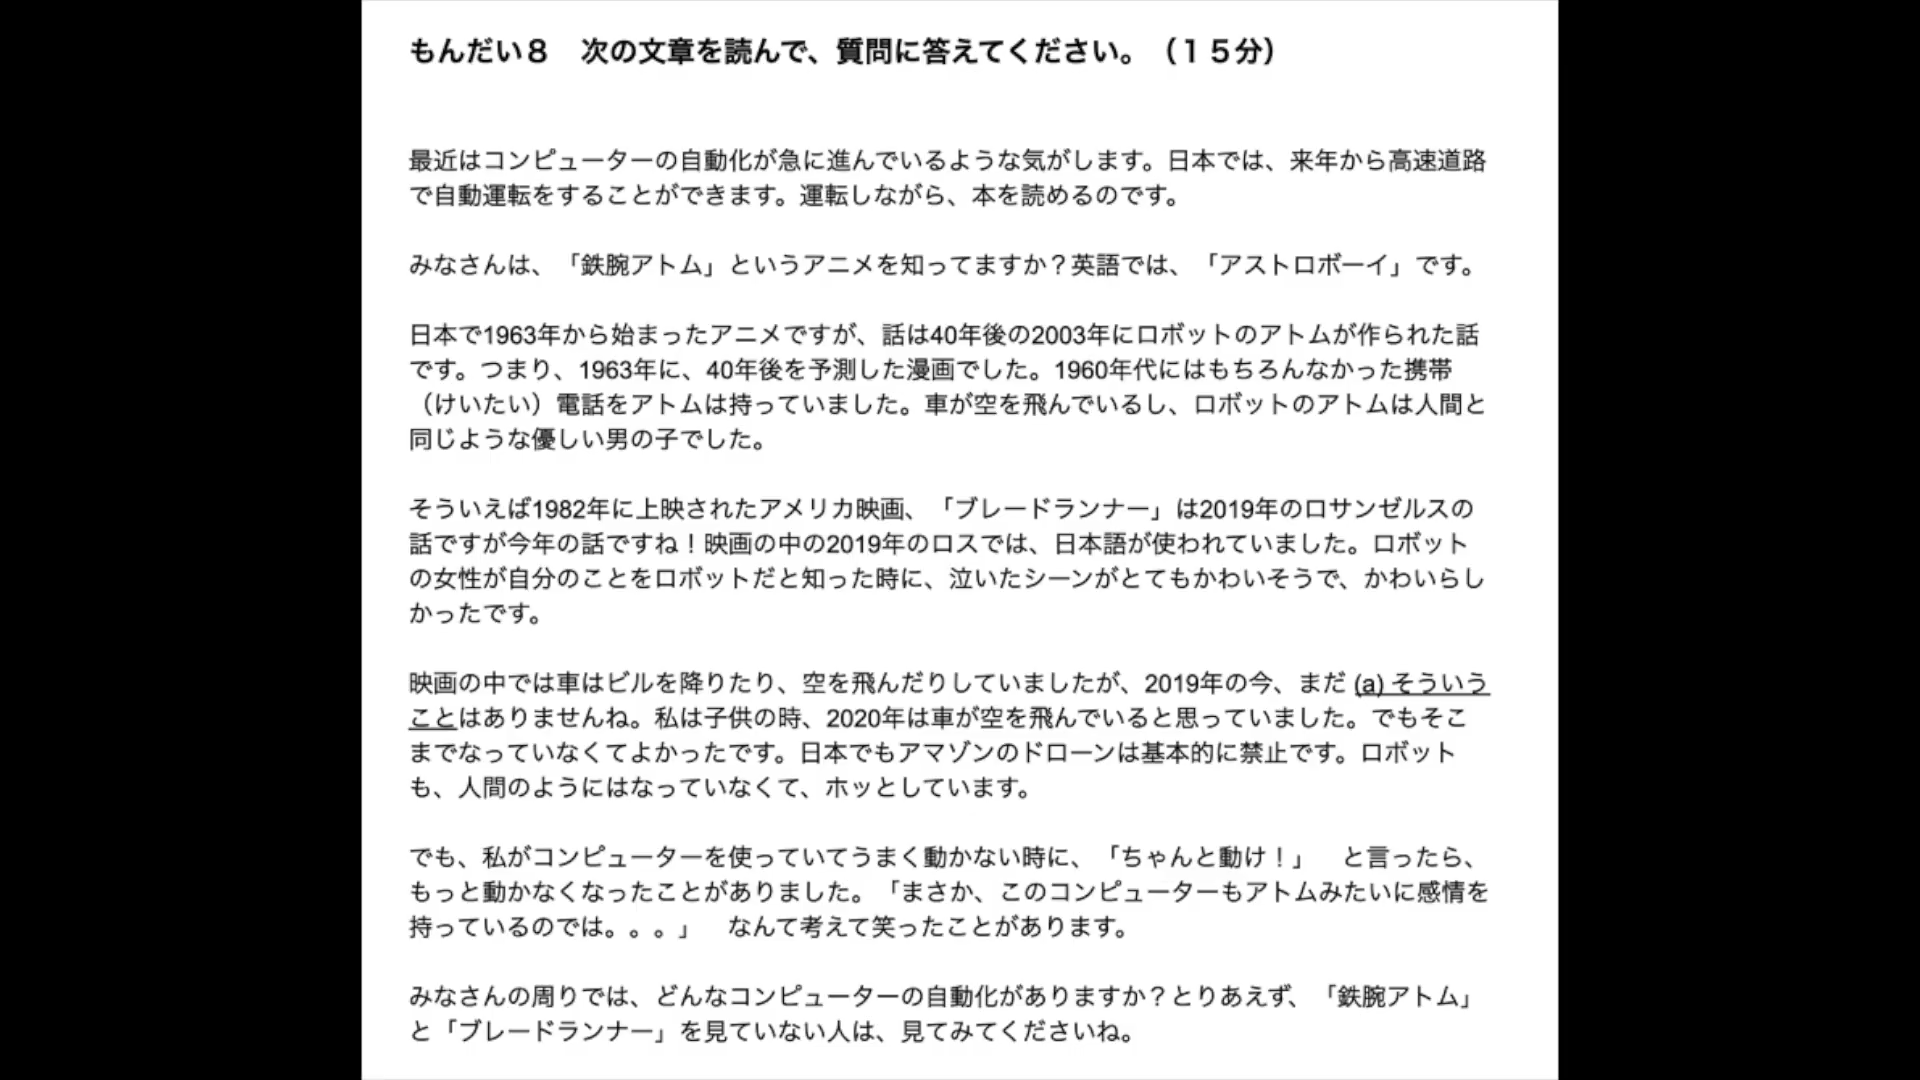 もんだい８　次の文章を読んで、質問に答えてください。（１５分）
最近はコンピューターの自動化が急に進んでいるような気がします。日本では、来年から高速道路
で自動運転をすることができます。運転しながら、本を読めるのです。
みなさんは、「鉄腕アトム」というアニメを知ってますか？英語では、「アストロボーイ」です。
日本で1963年から始まったアニメですが、話は40年後の2003年にロボットのアトムが作られた話
です。つまり、1963年に、40年後を予測した漫画でした。1960年代にはもちろんなかった携帯
（けいたい）電話をアトムは持っていました。車が空を飛んでいるし、ロボットのアトムは人間と
同じような優しい男の子でした。
そういえば1982年に上映されたアメリカ映画、「ブレードランナー」は2019年のロサンゼルスの
話ですが今年の話ですね！映画の中の2019年のロスでは、日本語が使われていました。ロボット
の女性が自分のことをロボットだと知った時に、泣いたシーンがとてもかわいそうで、かわいらし
かったです。
映画の中では車はビルを降りたり、空を飛んだりしていましたが、2019年の今、まだ (a) そういう
ことはありませんね。私は子供の時、2020年は車が空を飛んでいると思っていました。でもそこ
までなっていなくてよかったです。日本でもアマゾンのドローンは基本的に禁止です。ロボット
も、人間のようにはなっていなくて、ホッとしています。
でも、私がコンピューターを使っていてうまく動かない時に、「ちゃんと動け！」　と言ったら、
もっと動かなくなったことがありました。「まさか、このコンピューターもアトムみたいに感情を
持っているのでは。。。」　なんて考えて笑ったことがあります。
みなさんの周りでは、どんなコンピューターの自動化がありますか？とりあえず、「鉄腕アトム」
と「ブレードランナー」を見ていない人は、見てみてくださいね。